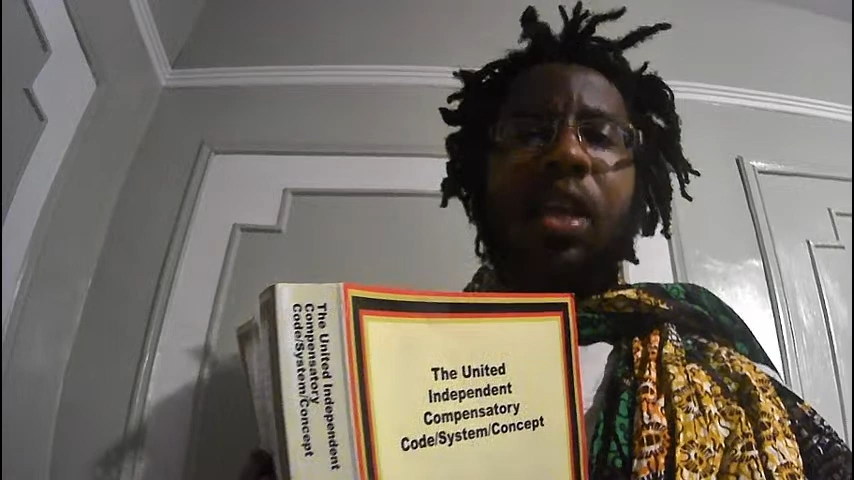 The United Independent
Compensatory
Code/System/Concept
The United
Independent
Compensatory
Code/System/Concept